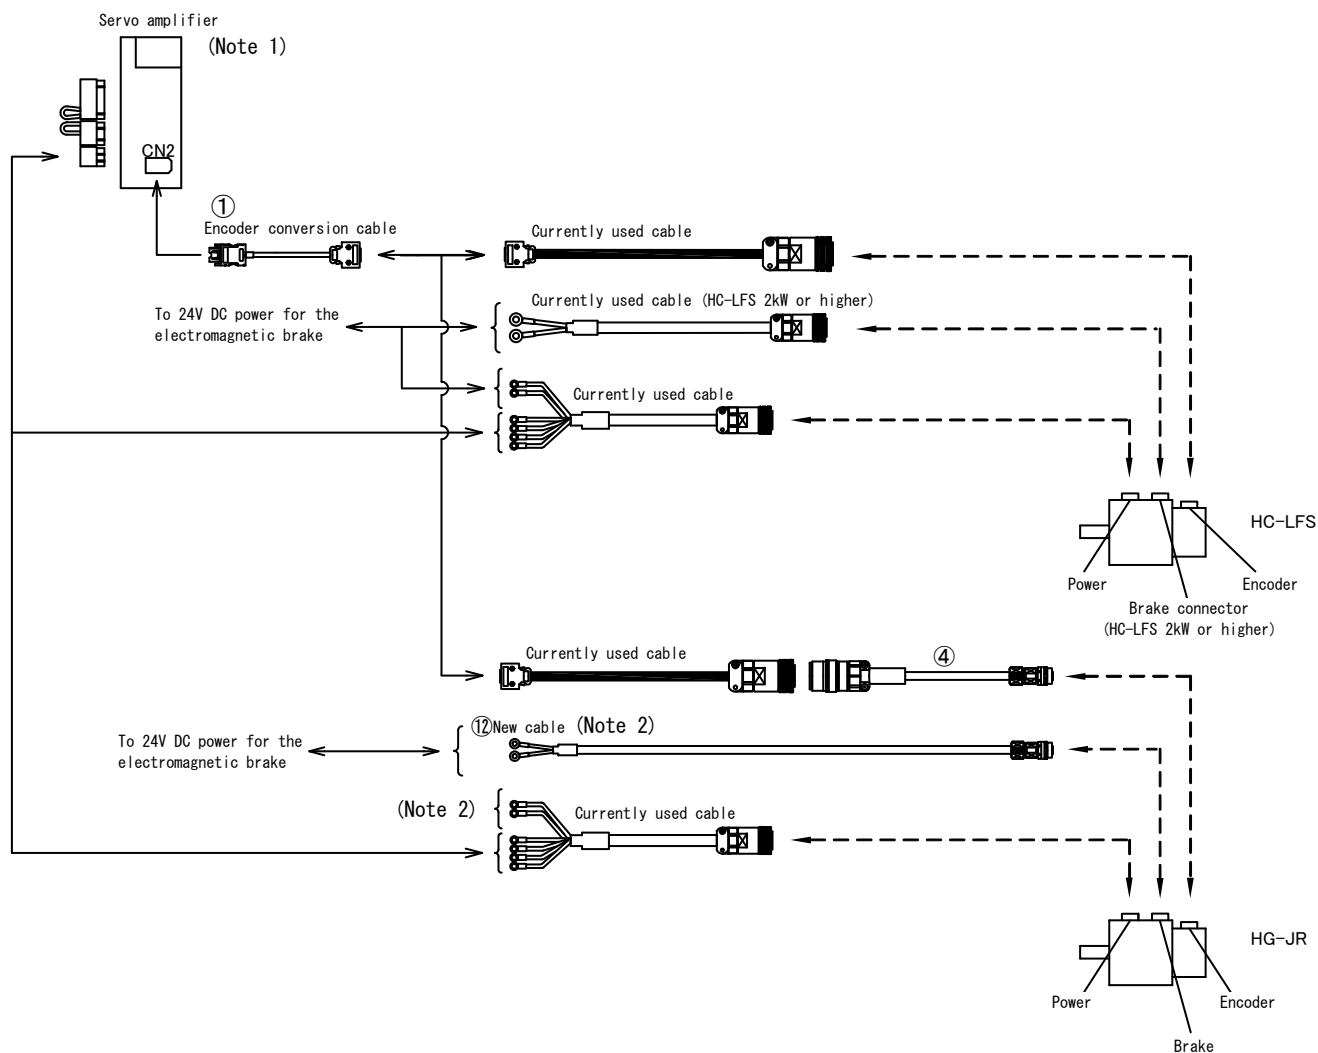 Servo amplifier
(Note 1)
CN2
①
Encoder conversion cable
Currently used cable
To 24V DC power for the
electromagnetic brake
Currently used cable (HC-LFS 2kW or higher)
Currently used cable
HC-LFS
Power
Encoder
Brake connector
(HC-LFS 2kW or higher)
Currently used cable
④
⑫New cable (Note 2)
To 24V DC power for the
electromagnetic brake
(Note 2)
Currently used cable
HG-JR
Power
Encoder
Brake